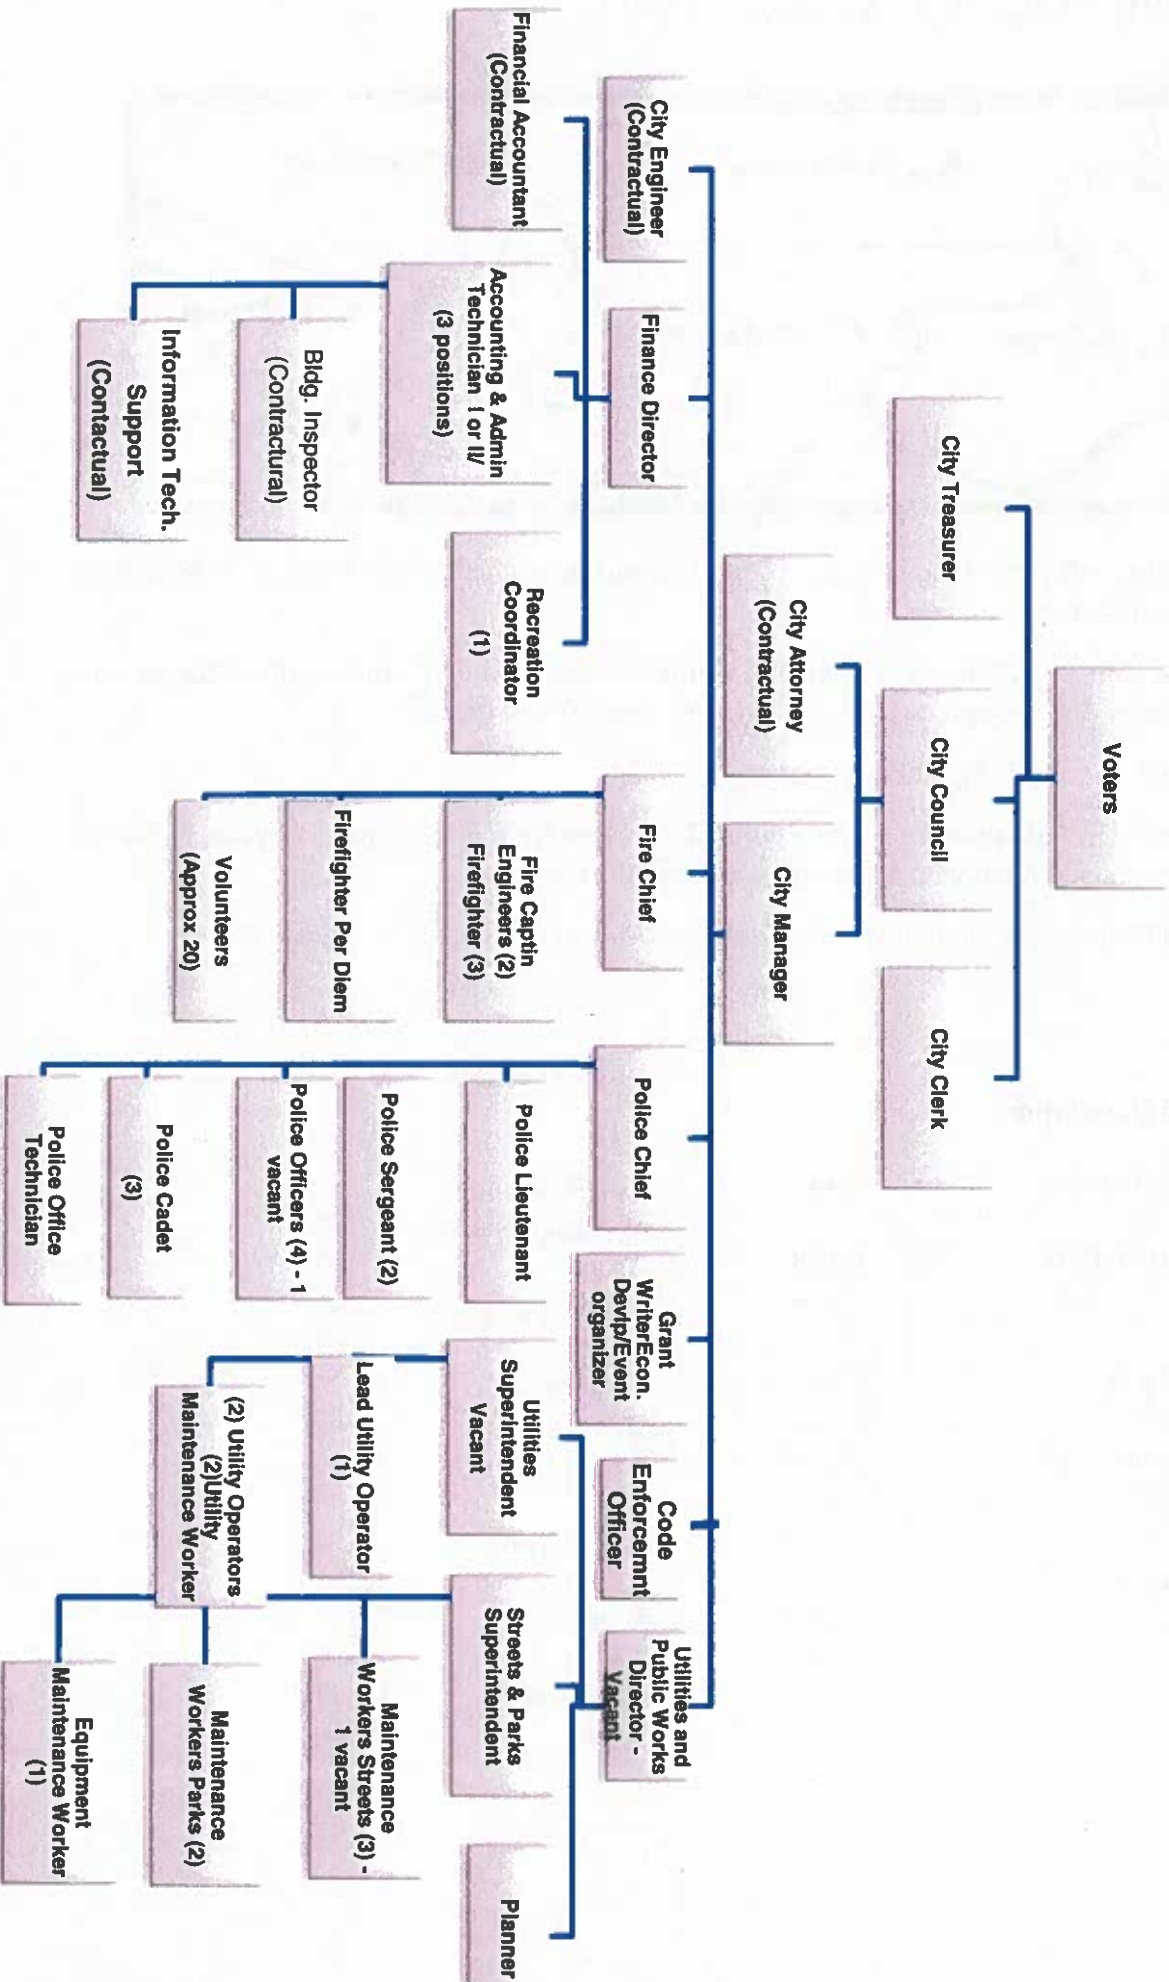 Voters
City Treasurer
City Council
City Clerk
City Attorney
(Contractual)
City Manager
City Engineer
(Contractual)
Finance Director
Fire Chief
Police Chief
Grant
WriterEcon.
Devlp/Event
organizer
Code
Enforcemnt
Officer
Utilities and
Public Works
Director -
Vacant
Financial Accountant
(Contractual)
Accounting & Admin
Technician I or II/
(3 positions)
Recreation
Coordinator
(1)
Bldg. Inspector
(Contractural)
Information Tech.
Support
(Contactual)
Fire Captin
Engineers (2)
Firefighter (3)
Firefighter Per Diem
Volunteers
(Approx 20)
Police Lieutenant
Police Sergeant (2)
Police Officers (4) - 1
vacant
Police Cadet
(3)
Police Office
Technician
Utilities
Superintendent
Vacant
Lead Utility Operator
(1)
(2) Utility Operators
(2)Utility
Maintenance Worker
Streets & Parks
Superintendent
Maintenance
Workers Streets (3) -
1 vacant
Maintenance
Workers Parks (2)
Equipment
Maintenance Worker
(1)
Planner